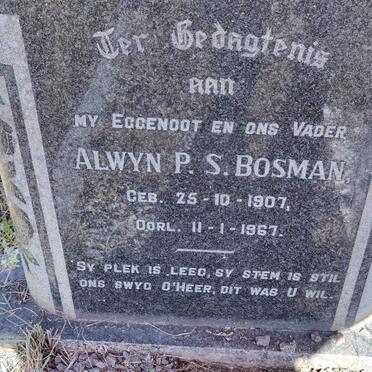 Ter Gedagtenis
aan
MY EGGENOOT EN ONS VADER
ALWYN P. S. BOSMAN,
GEB. 25-10-1907,
OORL. 11-1-1967.
SY PLEK IS LEEG, SY STEM IS STIL
ONS SWYG O'HEER, DIT WAS U WIL.